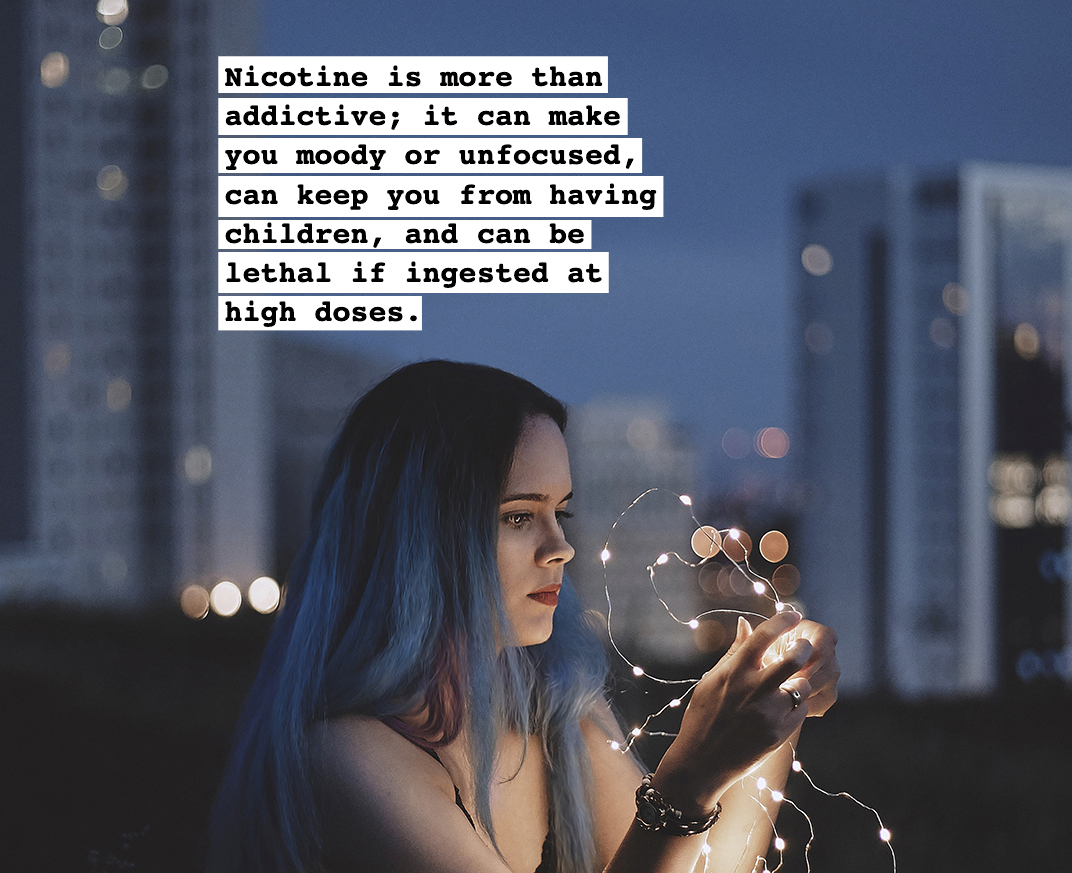 Nicotine is more than
addictive; it can make
you moody or unfocused,
can keep you from having
children, and can be
lethal if ingested at
high doses.